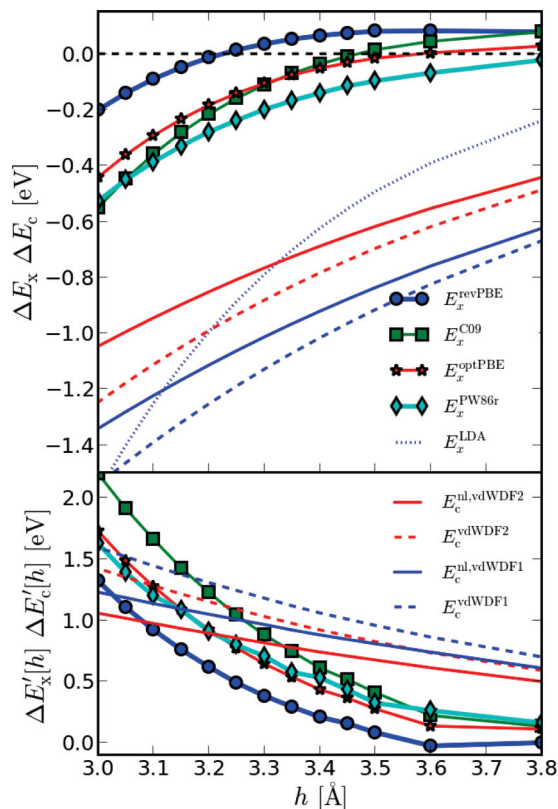 0.0
−0.2
−0.4
−0.6
−0.8
−1.0
−1.2
−1.4
ΔE_x ΔE_c [eV]
E_x^revPBE
E_x^C09
E_x^optPBE
E_x^PW86r
E_x^LDA
2.0
1.5
1.0
0.5
0.0
ΔE′_x[h] ΔE′_c[h] [eV]
E_c^nl,vdWDF2
E_c^vdWDF2
E_c^nl,vdWDF1
E_c^vdWDF1
3.0 3.1 3.2 3.3 3.4 3.5 3.6 3.7 3.8
h [Å]